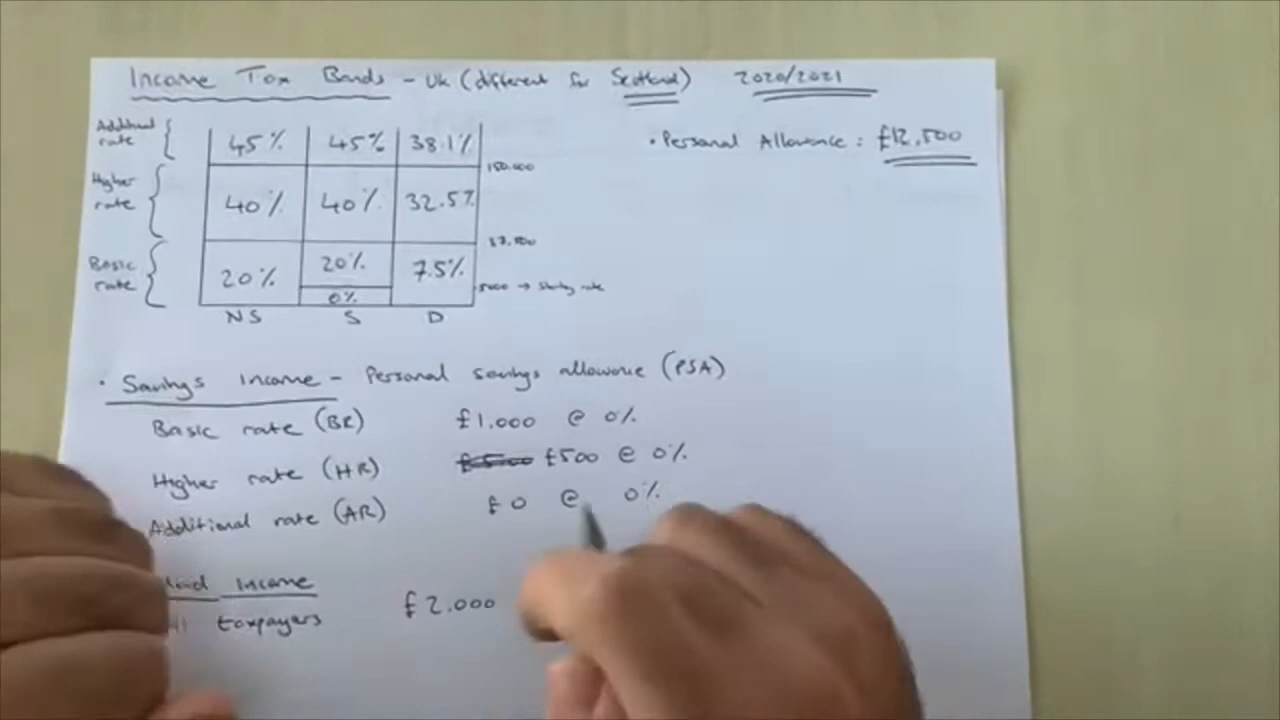 Income Tax Bands - UK (different for Scotland) 2020/2021
Additional rate
45% 45% 38.1%
150.000
· Personal Allowance : £12,500
Higher rate
40% 40% 32.5%
37.500
Basic rate
20% 20% 7.5%
0%
5000 → Starting rate
NS S D
· Savings Income - Personal savings allowance (PSA)
Basic rate (BR) £1.000 @ 0%
Higher rate (HR) £500 @ 0%
Additional rate (AR) £0 @ 0%
Income
taxpayers £2.000